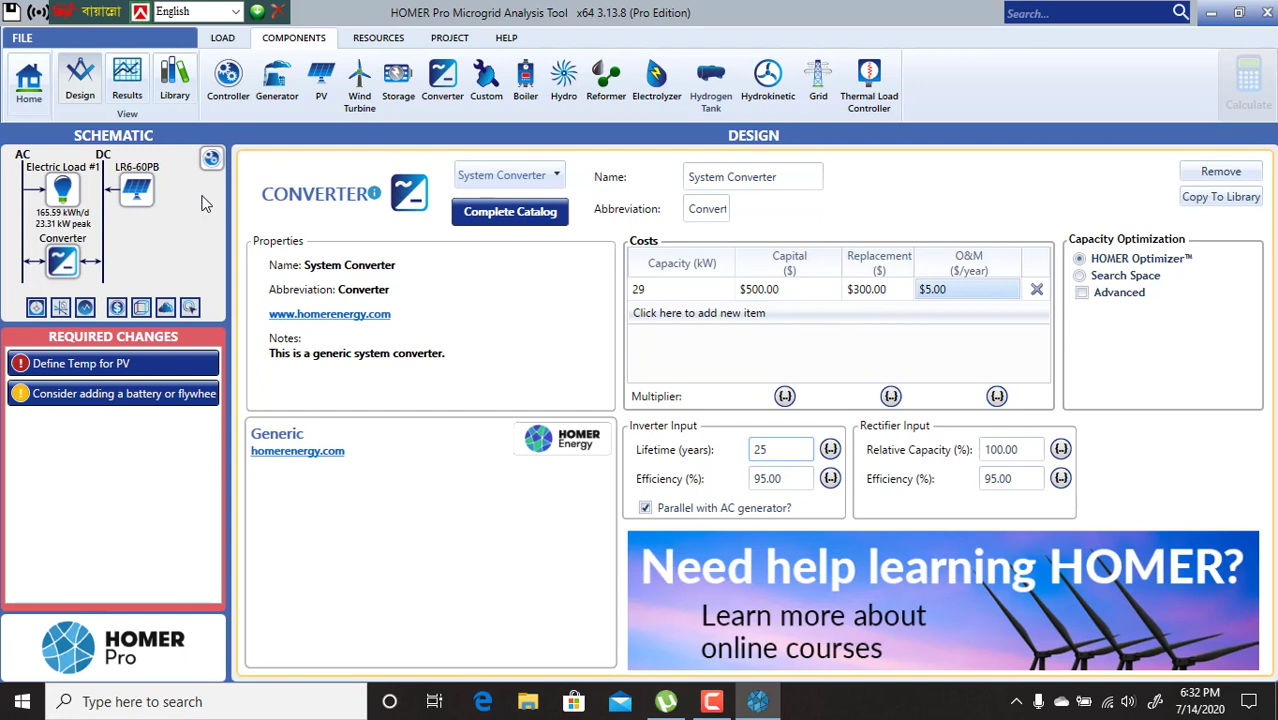 বায়ান্নো
English
HOMER Pro Microgrid Analysis Tool x64 3.13.8 (Pro Edition)
Search...
FILE
LOAD
COMPONENTS
RESOURCES
PROJECT
HELP
Home
Design
Results
Library
View
Controller
Generator
PV
Wind Turbine
Storage
Converter
Custom
Boiler
Hydro
Reformer
Electrolyzer
Hydrogen Tank
Hydrokinetic
Grid
Thermal Load Controller
Calculate
SCHEMATIC
DESIGN
AC
DC
Electric Load #1
LR6-60PB
165.59 kWh/d
23.31 kW peak
Converter
REQUIRED CHANGES
Define Temp for PV
Consider adding a battery or flywhee
HOMER
Pro
CONVERTER
System Converter
Complete Catalog
Name:
System Converter
Abbreviation:
Convert
Remove
Copy To Library
Properties
Name: System Converter
Abbreviation: Converter
www.homerenergy.com
Notes:
This is a generic system converter.
Costs
Capacity (kW)
Capital ($)
Replacement ($)
O&M ($/year)
29
$500.00
$300.00
$5.00
Click here to add new item
Multiplier:
{..}
{..}
{..}
Capacity Optimization
HOMER Optimizer™
Search Space
Advanced
Generic
homerenergy.com
HOMER
Energy
Inverter Input
Lifetime (years):
25
{..}
Efficiency (%):
95.00
{..}
Parallel with AC generator?
Rectifier Input
Relative Capacity (%):
100.00
{..}
Efficiency (%):
95.00
{..}
Need help learning HOMER?
Learn more about
online courses
Type here to search
6:32 PM
7/14/2020